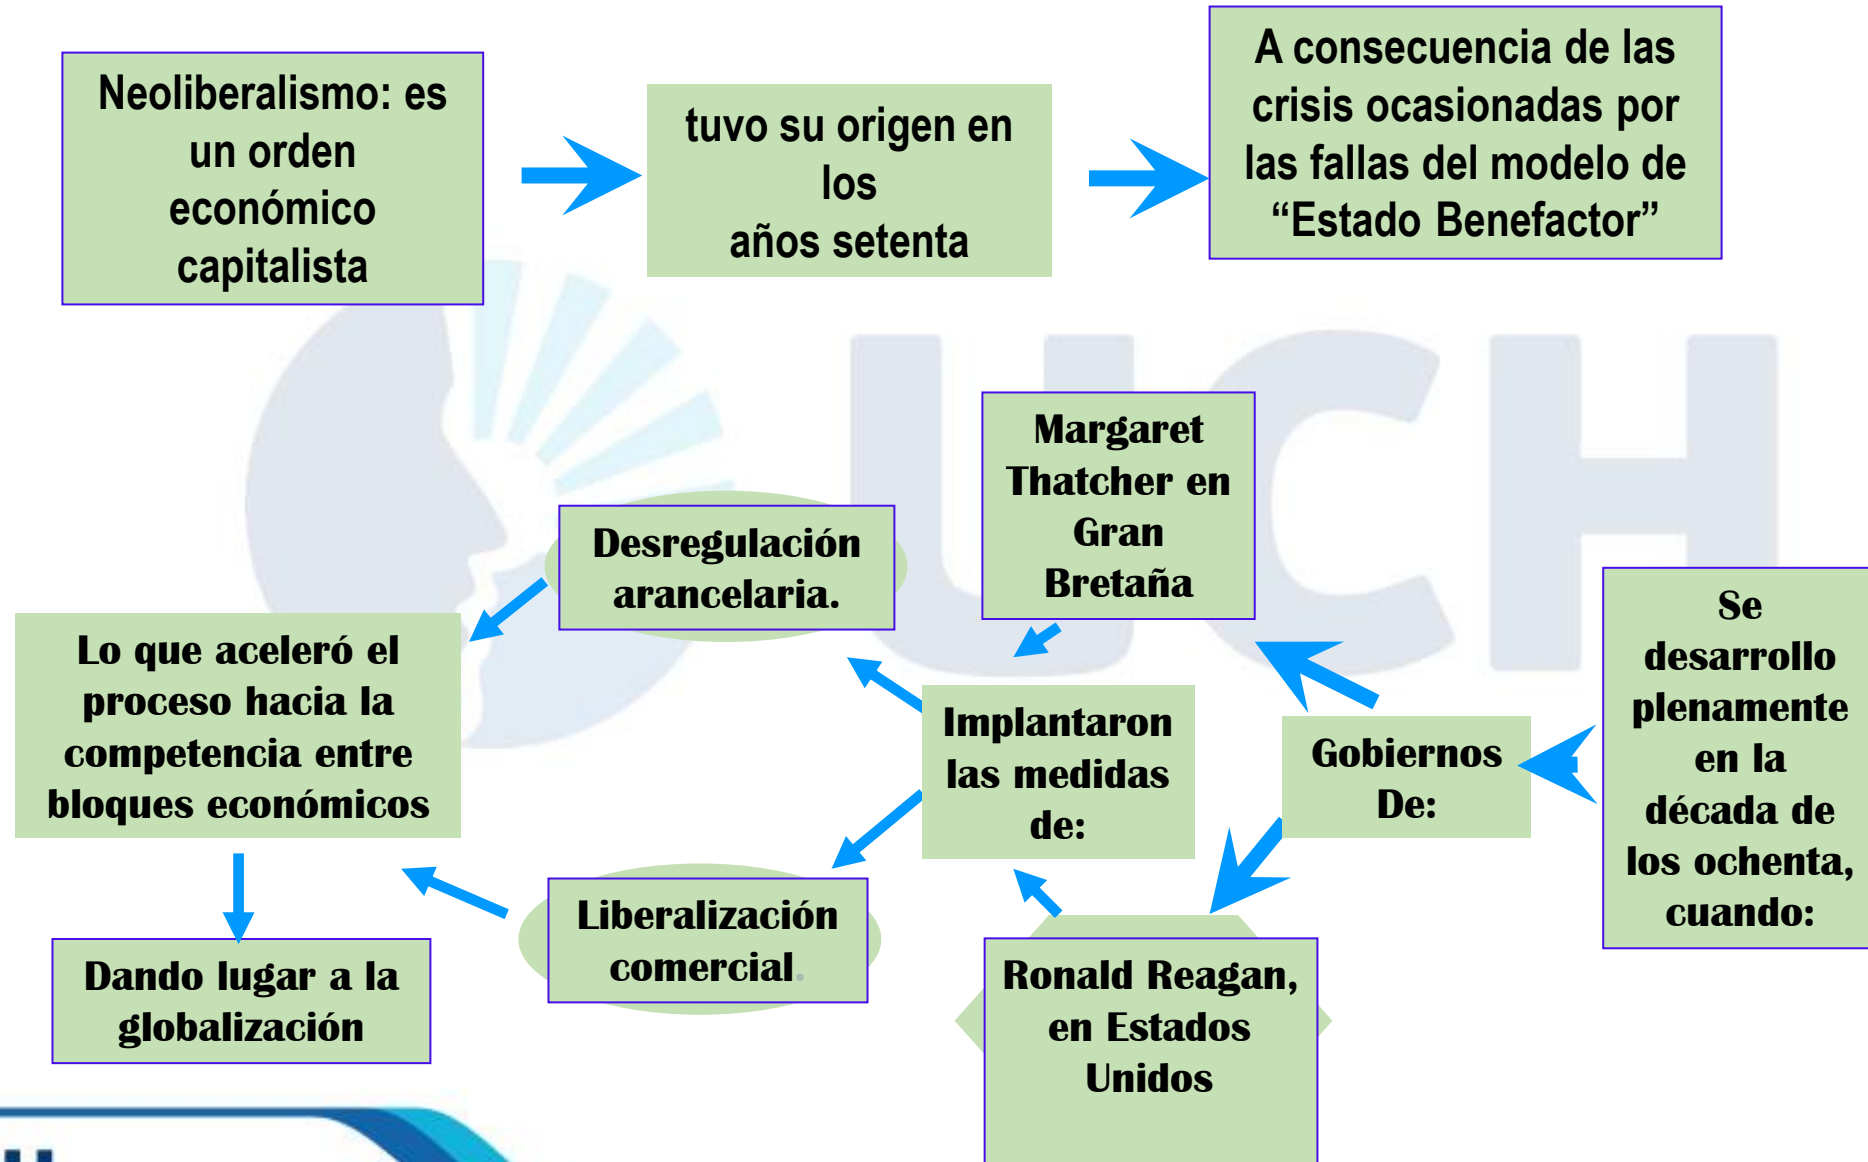 Neoliberalismo: es
un orden
económico
capitalista
tuvo su origen en
los
años setenta
A consecuencia de las
crisis ocasionadas por
las fallas del modelo de
“Estado Benefactor”
Se
desarrollo
plenamente
en la
década de
los ochenta,
cuando:
Gobiernos
De:
Margaret
Thatcher en
Gran
Bretaña
Ronald Reagan,
en Estados
Unidos
Implantaron
las medidas
de:
Desregulación
arancelaria.
Liberalización
comercial.
Lo que aceleró el
proceso hacia la
competencia entre
bloques económicos
Dando lugar a la
globalización
UCH